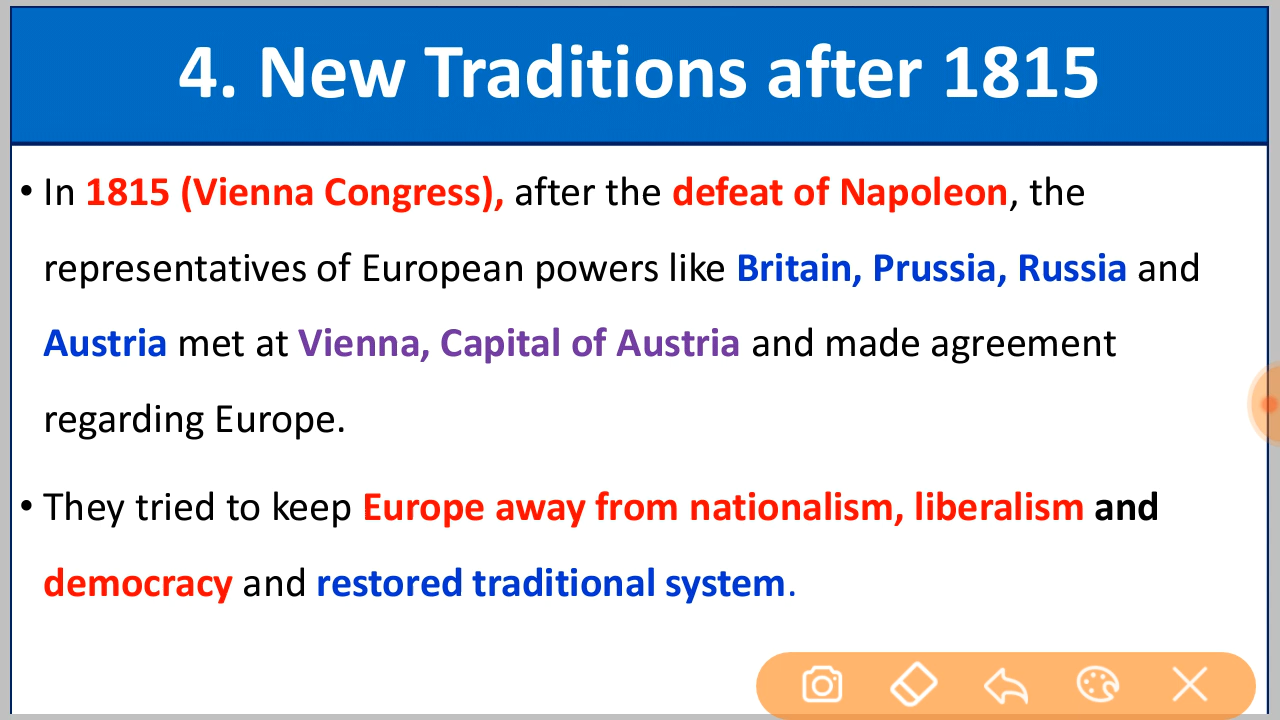 4. New Traditions after 1815
• In 1815 (Vienna Congress), after the defeat of Napoleon, the
representatives of European powers like Britain, Prussia, Russia and
Austria met at Vienna, Capital of Austria and made agreement
regarding Europe.
• They tried to keep Europe away from nationalism, liberalism and
democracy and restored traditional system.